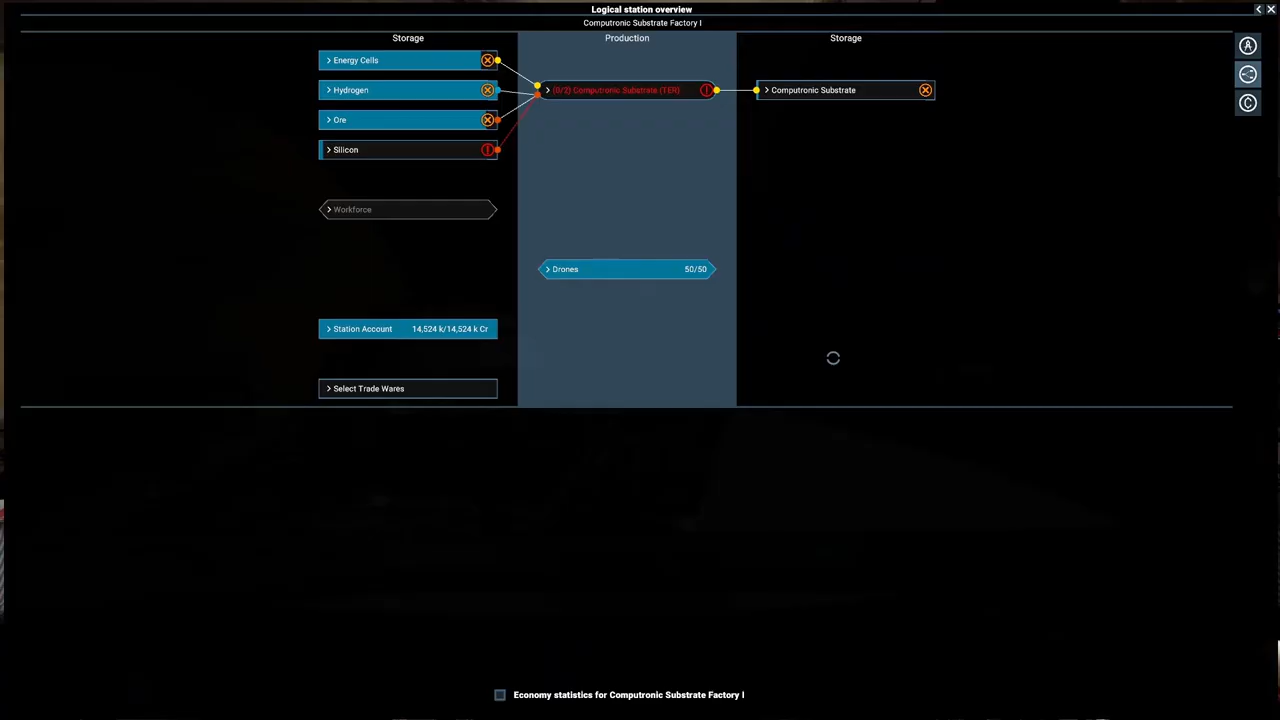 Logical station overview
Computronic Substrate Factory I
Storage
Production
Storage
Energy Cells
Hydrogen
(0/2) Computronic Substrate (TER)
Computronic Substrate
Ore
Silicon
Workforce
Drones 50/50
Station Account 14,524 k/14,524 k Cr
Select Trade Wares
Economy statistics for Computronic Substrate Factory I